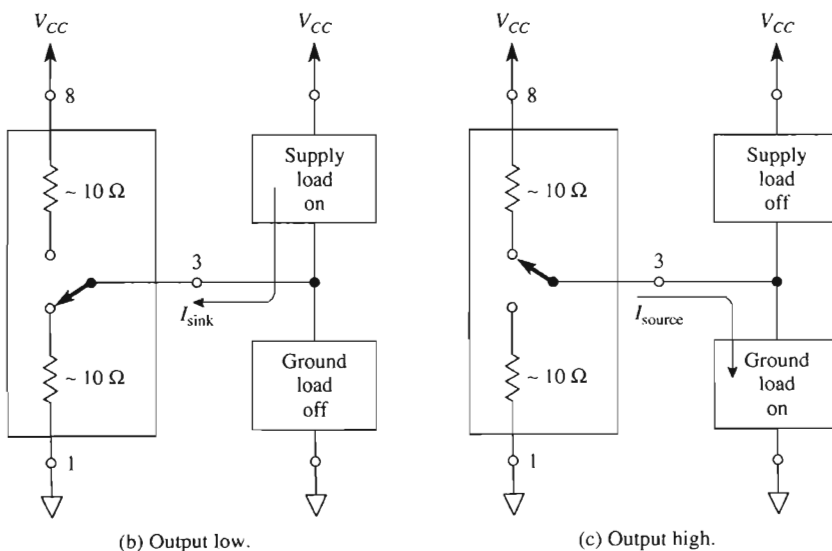 V_CC
8
~ 10 Ω
~ 10 Ω
1
V_CC
Supply
load
on
3
I_sink
Ground
load
off
(b) Output low.
V_CC
8
~ 10 Ω
~ 10 Ω
1
V_CC
Supply
load
off
3
I_source
Ground
load
on
(c) Output high.